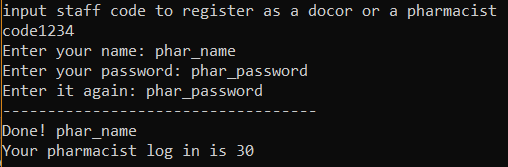 input staff code to register as a docor or a pharmacist
code1234
Enter your name: phar_name
Enter your password: phar_password
Enter it again: phar_password
-----------------------------------
Done! phar_name
Your pharmacist log in is 30